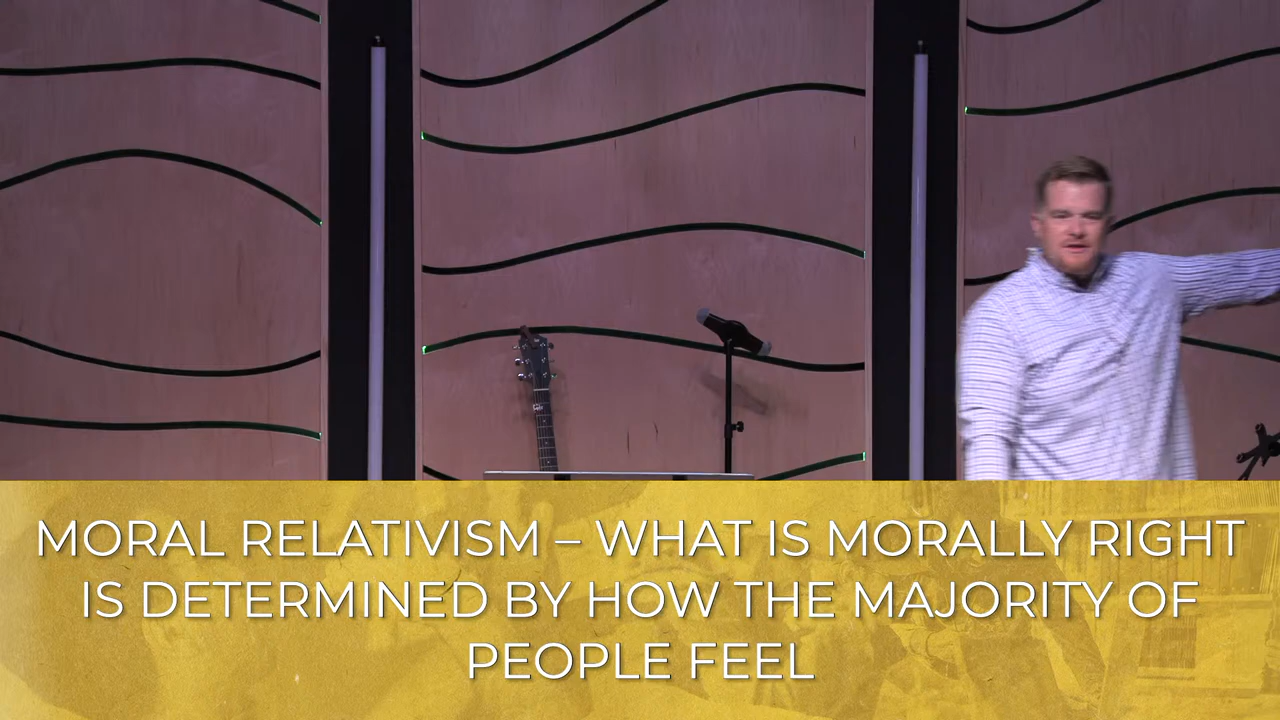 MORAL RELATIVISM – WHAT IS MORALLY RIGHT
IS DETERMINED BY HOW THE MAJORITY OF
PEOPLE FEEL